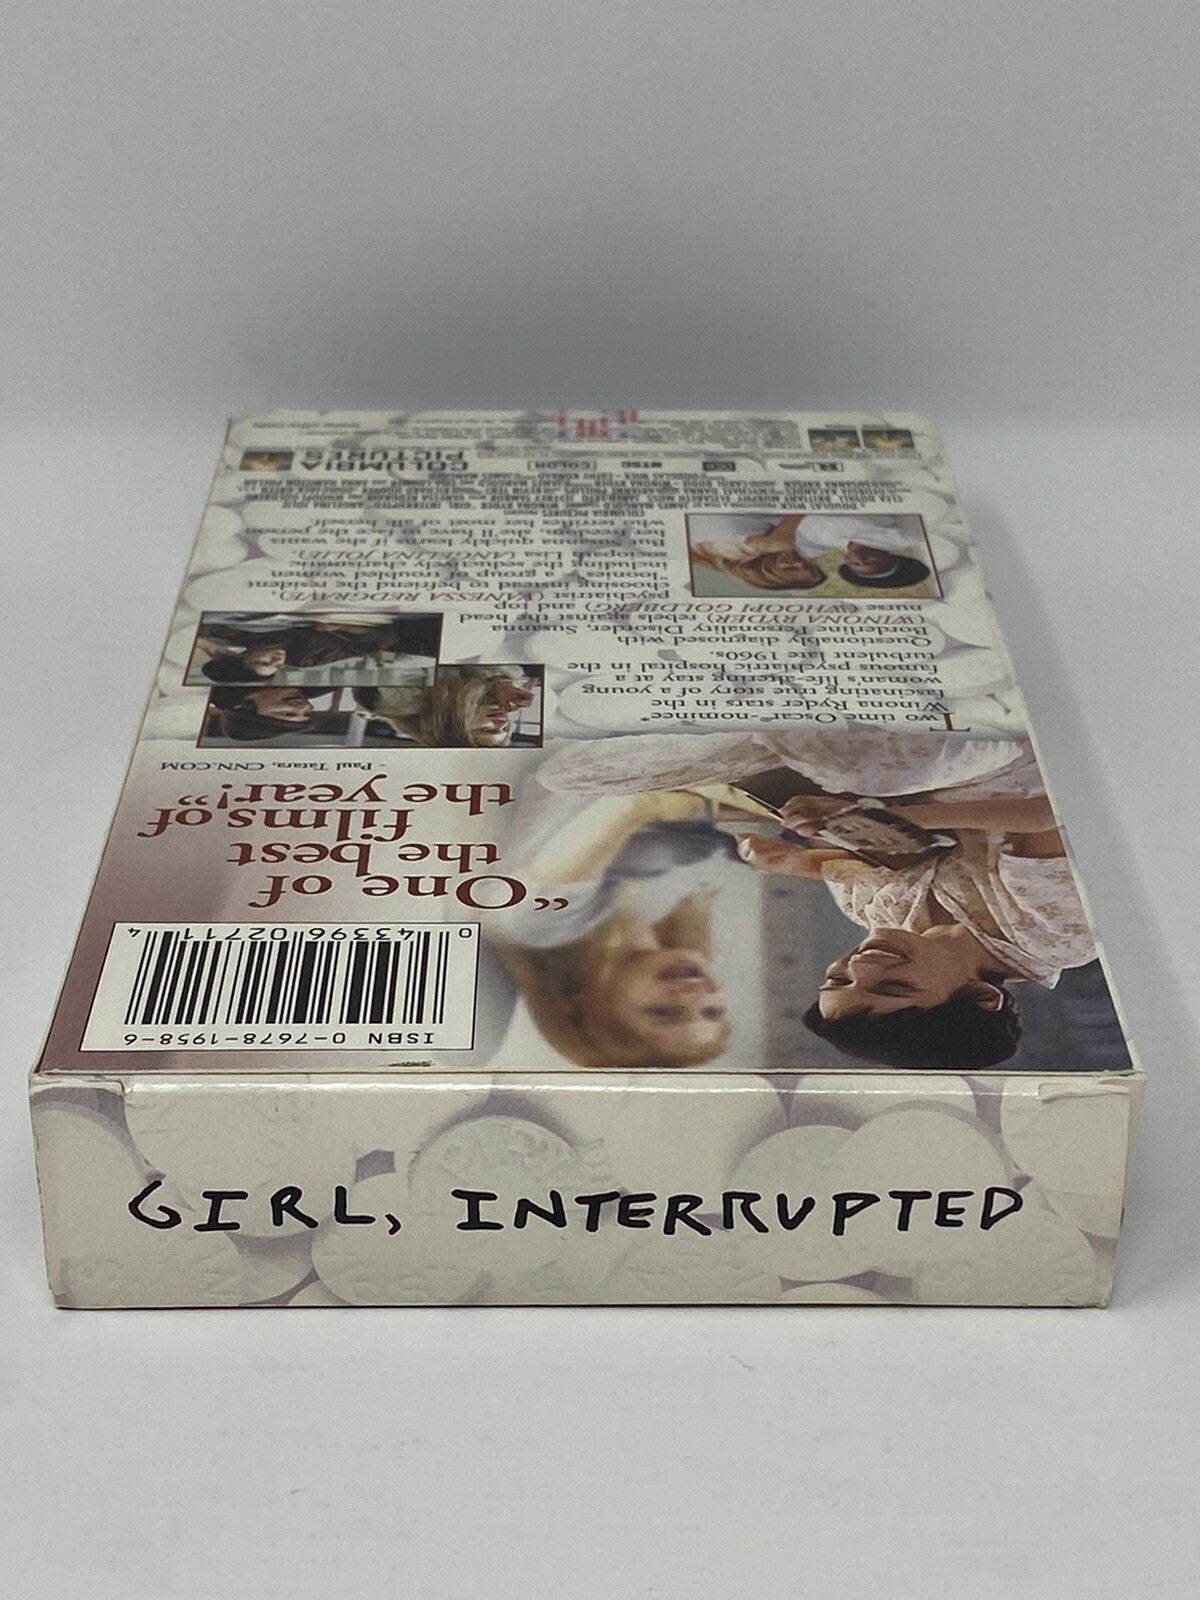 GIRL, INTERRUPTED
ISBN 0-7678-1958-6
0 43396 02711 4
"One of
the best
films of
the year!"
- Paul Tatara, CNN.COM
Two time Oscar®-nominee*
Winona Ryder stars in the
fascinating true story of a young
woman's life-altering stay at a
famous psychiatric hospital in the
turbulent late 1960s.
Questionably diagnosed with
Borderline Personality Disorder, Susanna
(WINONA RYDER) rebels against the head
nurse (WHOOPI GOLDBERG) and top
psychiatrist (VANESSA REDGRAVE),
choosing instead to befriend the resident
"loonies" - a group of troubled women
including the seductively charismatic
sociopath Lisa (ANGELINA JOLIE).
But Susanna quickly learns if she wants
her freedom, she'll have to face the person
who terrifies her most of all: herself.
COLUMBIA PICTURES
R
CC
NTSC
COLOR
COLUMBIA
PICTURES